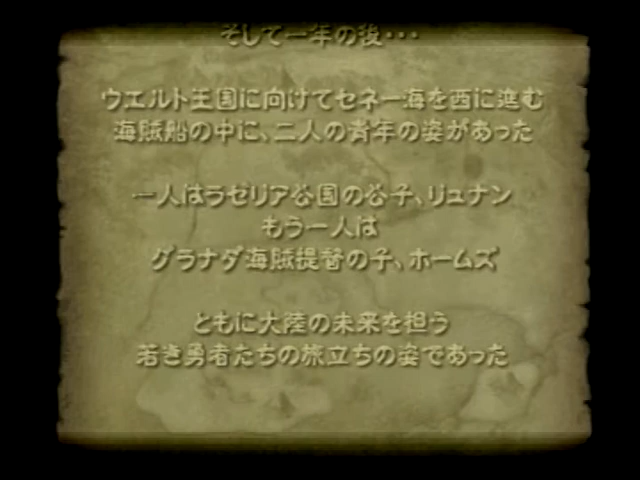 そして一年の後・・・
ウエルト王国に向けてセネー海を西に進む
海賊船の中に、二人の青年の姿があった
一人はラゼリア公国の公子、リュナン
もう一人は
グラナダ海賊提督の子、ホームズ
ともに大陸の未来を担う
若き勇者たちの旅立ちの姿であった